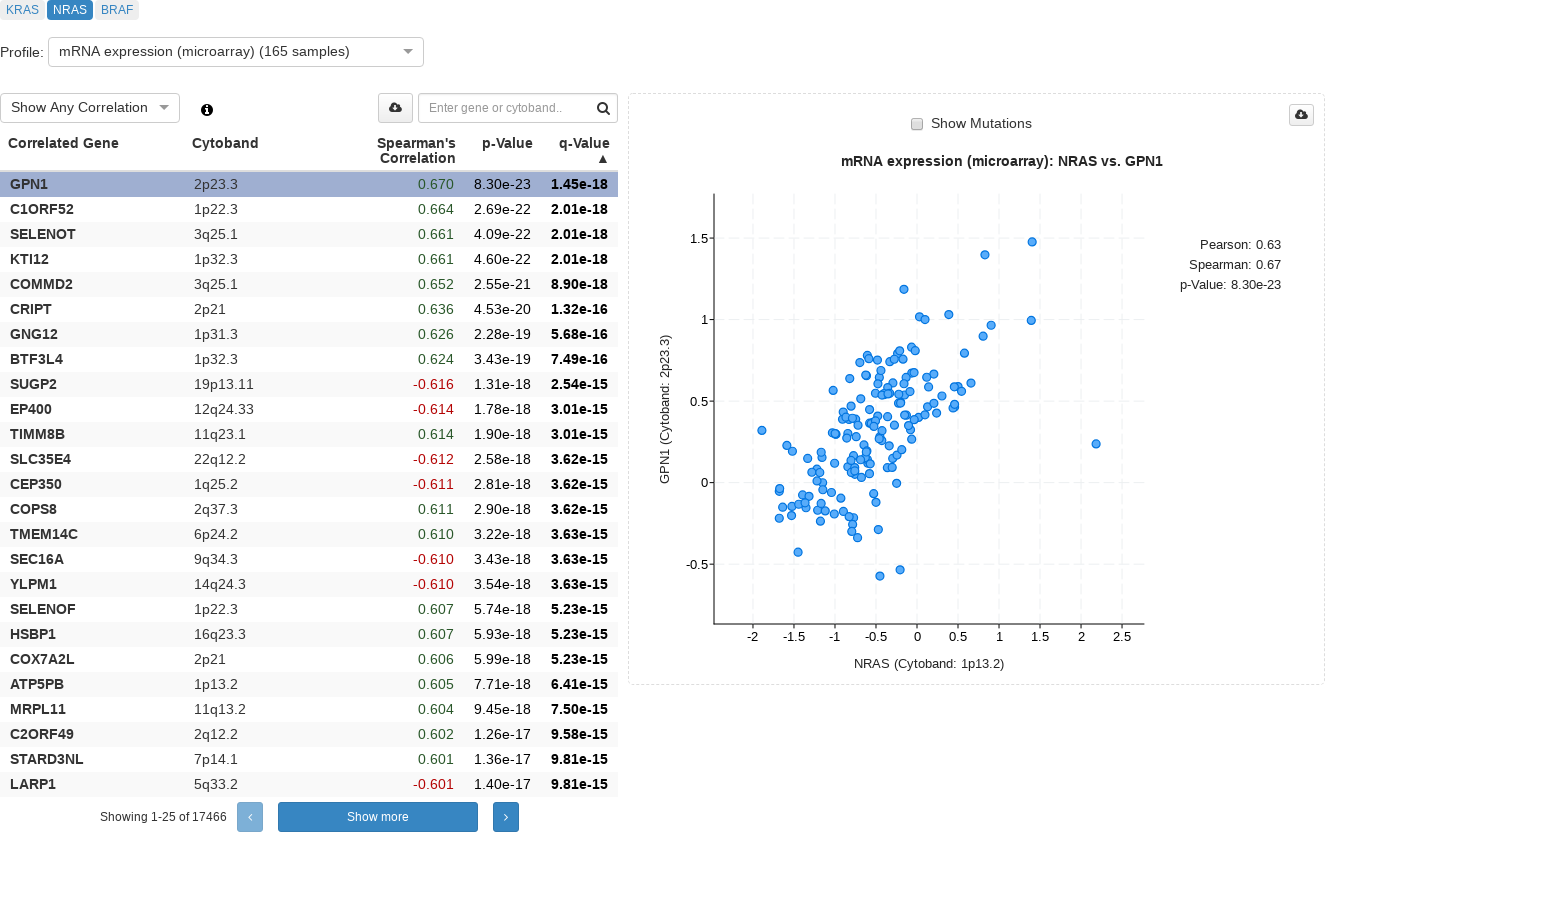 KRAS NRAS BRAF
Profile: mRNA expression (microarray) (165 samples)
Show Any Correlation
Enter gene or cytoband..
Correlated Gene Cytoband Spearman's Correlation p-Value q-Value ▲
GPN1 2p23.3 0.670 8.30e-23 1.45e-18
C1ORF52 1p22.3 0.664 2.69e-22 2.01e-18
SELENOT 3q25.1 0.661 4.09e-22 2.01e-18
KTI12 1p32.3 0.661 4.60e-22 2.01e-18
COMMD2 3q25.1 0.652 2.55e-21 8.90e-18
CRIPT 2p21 0.636 4.53e-20 1.32e-16
GNG12 1p31.3 0.626 2.28e-19 5.68e-16
BTF3L4 1p32.3 0.624 3.43e-19 7.49e-16
SUGP2 19p13.11 -0.616 1.31e-18 2.54e-15
EP400 12q24.33 -0.614 1.78e-18 3.01e-15
TIMM8B 11q23.1 0.614 1.90e-18 3.01e-15
SLC35E4 22q12.2 -0.612 2.58e-18 3.62e-15
CEP350 1q25.2 -0.611 2.81e-18 3.62e-15
COPS8 2q37.3 0.611 2.90e-18 3.62e-15
TMEM14C 6p24.2 0.610 3.22e-18 3.63e-15
SEC16A 9q34.3 -0.610 3.43e-18 3.63e-15
YLPM1 14q24.3 -0.610 3.54e-18 3.63e-15
SELENOF 1p22.3 0.607 5.74e-18 5.23e-15
HSBP1 16q23.3 0.607 5.93e-18 5.23e-15
COX7A2L 2p21 0.606 5.99e-18 5.23e-15
ATP5PB 1p13.2 0.605 7.71e-18 6.41e-15
MRPL11 11q13.2 0.604 9.45e-18 7.50e-15
C2ORF49 2q12.2 0.602 1.26e-17 9.58e-15
STARD3NL 7p14.1 0.601 1.36e-17 9.81e-15
LARP1 5q33.2 -0.601 1.40e-17 9.81e-15
Showing 1-25 of 17466 ‹ Show more ›
Show Mutations
mRNA expression (microarray): NRAS vs. GPN1
Pearson: 0.63
Spearman: 0.67
p-Value: 8.30e-23
GPN1 (Cytoband: 2p23.3)
1.5
1
0.5
0
-0.5
-2 -1.5 -1 -0.5 0 0.5 1 1.5 2 2.5
NRAS (Cytoband: 1p13.2)